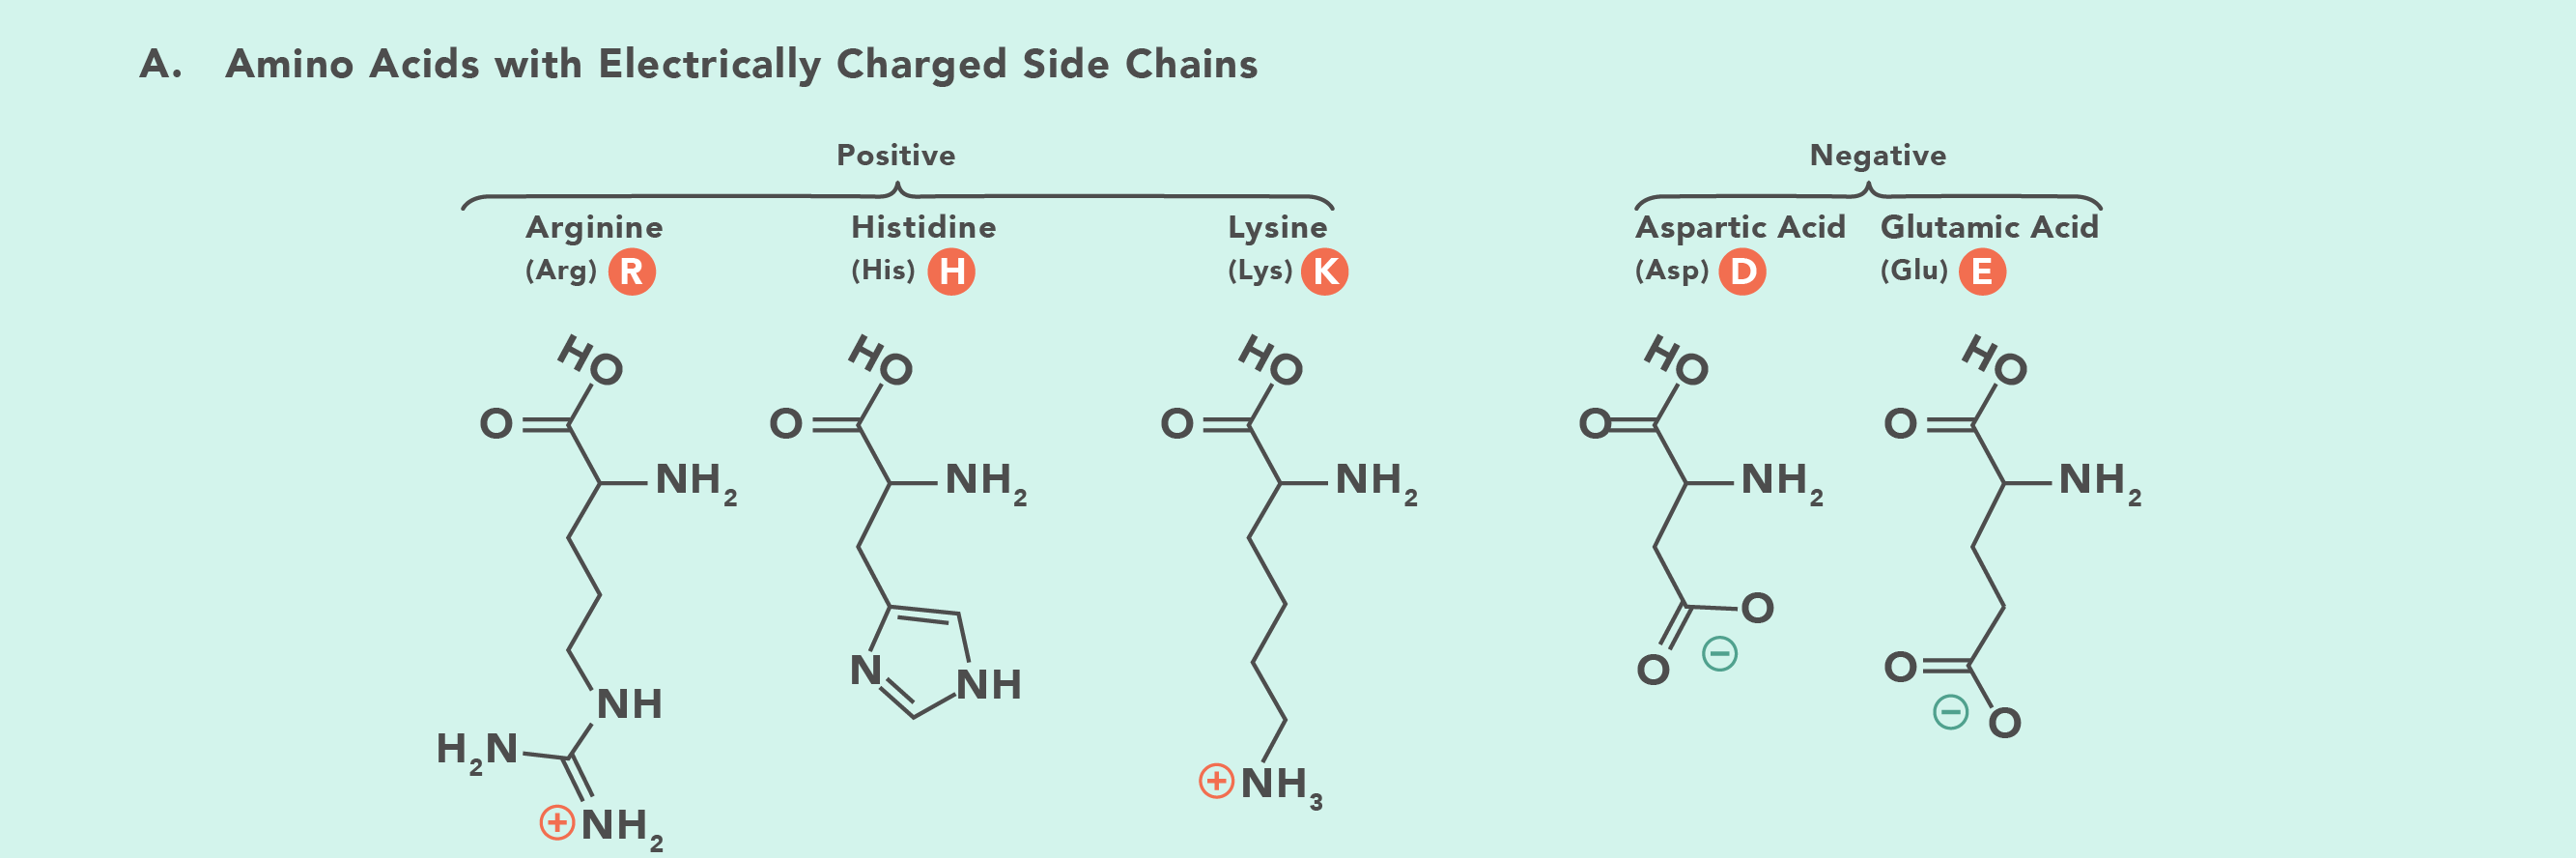 A. Amino Acids with Electrically Charged Side Chains
Positive
Negative
Arginine
(Arg) R
Histidine
(His) H
Lysine
(Lys) K
Aspartic Acid
(Asp) D
Glutamic Acid
(Glu) E
HO
O
NH2
NH
H2N
+NH2
HO
O
NH2
N
NH
HO
O
NH2
+NH3
HO
O
NH2
O
O
−
HO
O
NH2
O
−
O